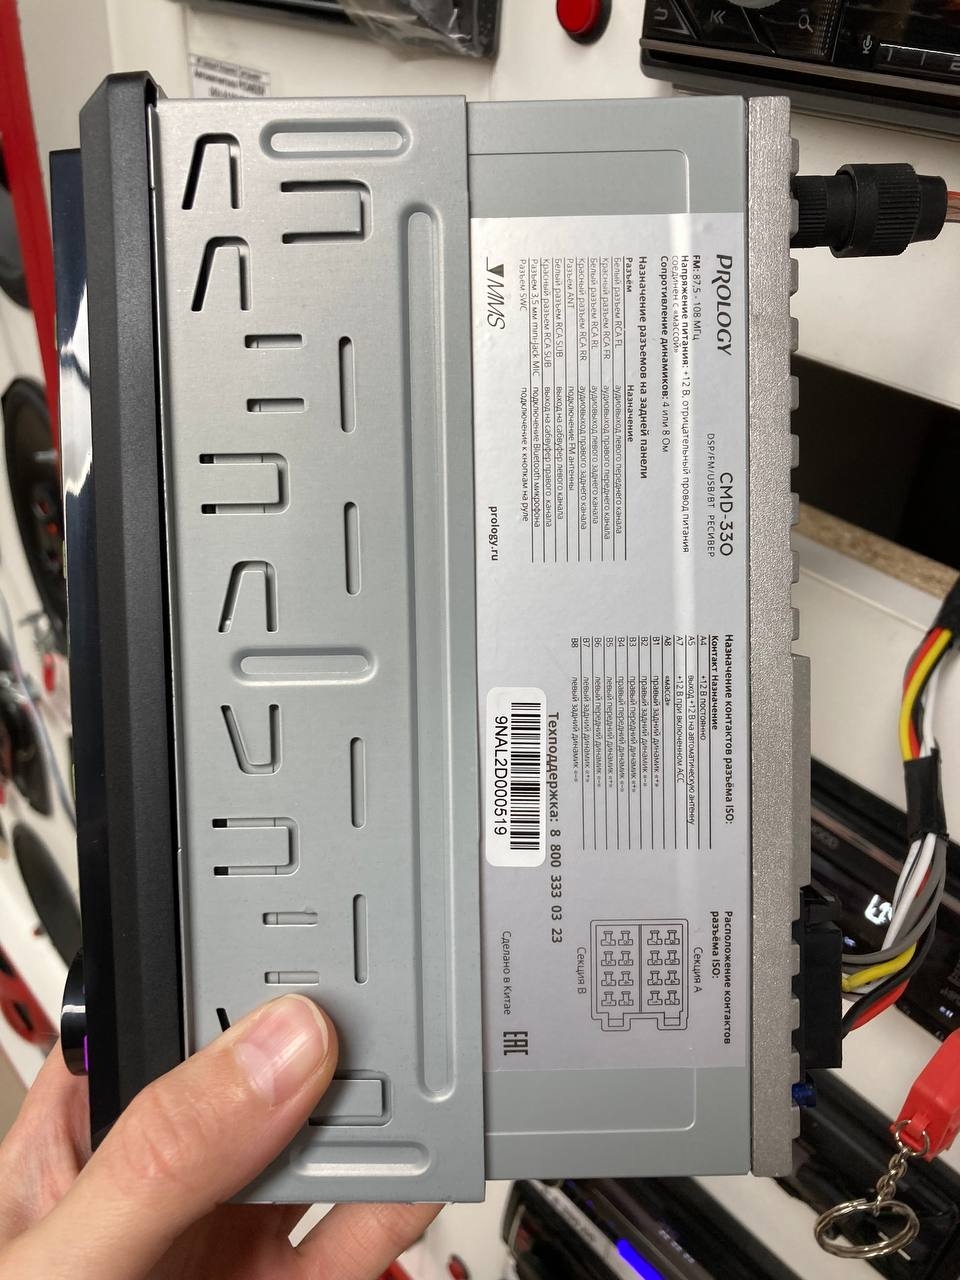 PROLOGY
CMD-330
DSP/FM/USB/BT РЕСИВЕР
FM: 87,5 - 108 МГц
Напряжение питания: +12 В, отрицательный провод питания
соединен с «массой»
Сопротивление динамиков: 4 или 8 Ом
Назначение разъемов на задней панели
Разъём Назначение
Белый разъем RCA FL аудиовыход левого переднего канала
Красный разъем RCA FR аудиовыход правого переднего канала
Белый разъем RCA RL аудиовыход левого заднего канала
Красный разъем RCA RR аудиовыход правого заднего канала
Разъем ANT подключение FM антенны
Белый разъем RCA SUB выход на сабвуфер левого канала
Красный разъем RCA SUB выход на сабвуфер правого канала
Разъем 3,5 мм mini-Jack MIC подключение Bluetooth микрофона
Разъем SWC подключение к кнопкам на руле
MMS
prology.ru
Назначение контактов разъёма ISO:
Контакт Назначение
A4 +12 В постоянно
A5 выход +12 В на автоматическую антенну
A7 +12 В при включенном ACC
A8 «масса»
B1 правый задний динамик «+»
B2 правый задний динамик «–»
B3 правый передний динамик «+»
B4 правый передний динамик «–»
B5 левый передний динамик «+»
B6 левый передний динамик «–»
B7 левый задний динамик «+»
B8 левый задний динамик «–»
Техподдержка: 8 800 333 03 23
9NAL2D000519
Расположение контактов
разъёма ISO:
Секция A
Секция B
Сделано в Китае
EAC